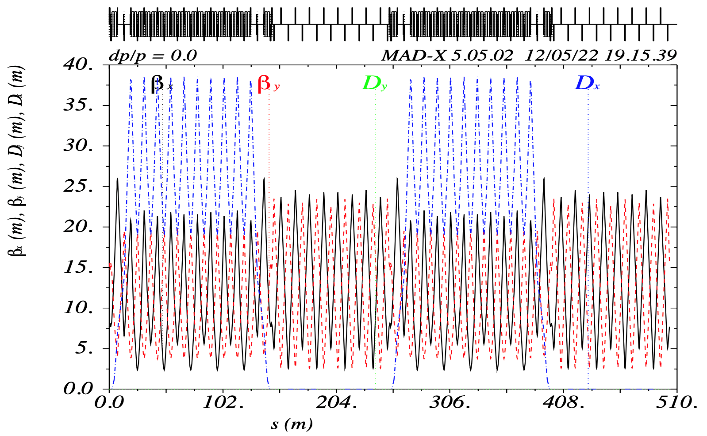 dp/p = 0.0 MAD-X 5.05.02 12/05/22 19.15.39
40.
35.
30.
25.
20.
15.
10.
5.
0.0
βx (m), βy (m), Dy (m), Dx (m)
βx βy Dy Dx
0.0 102. 204. 306. 408. 510.
s (m)